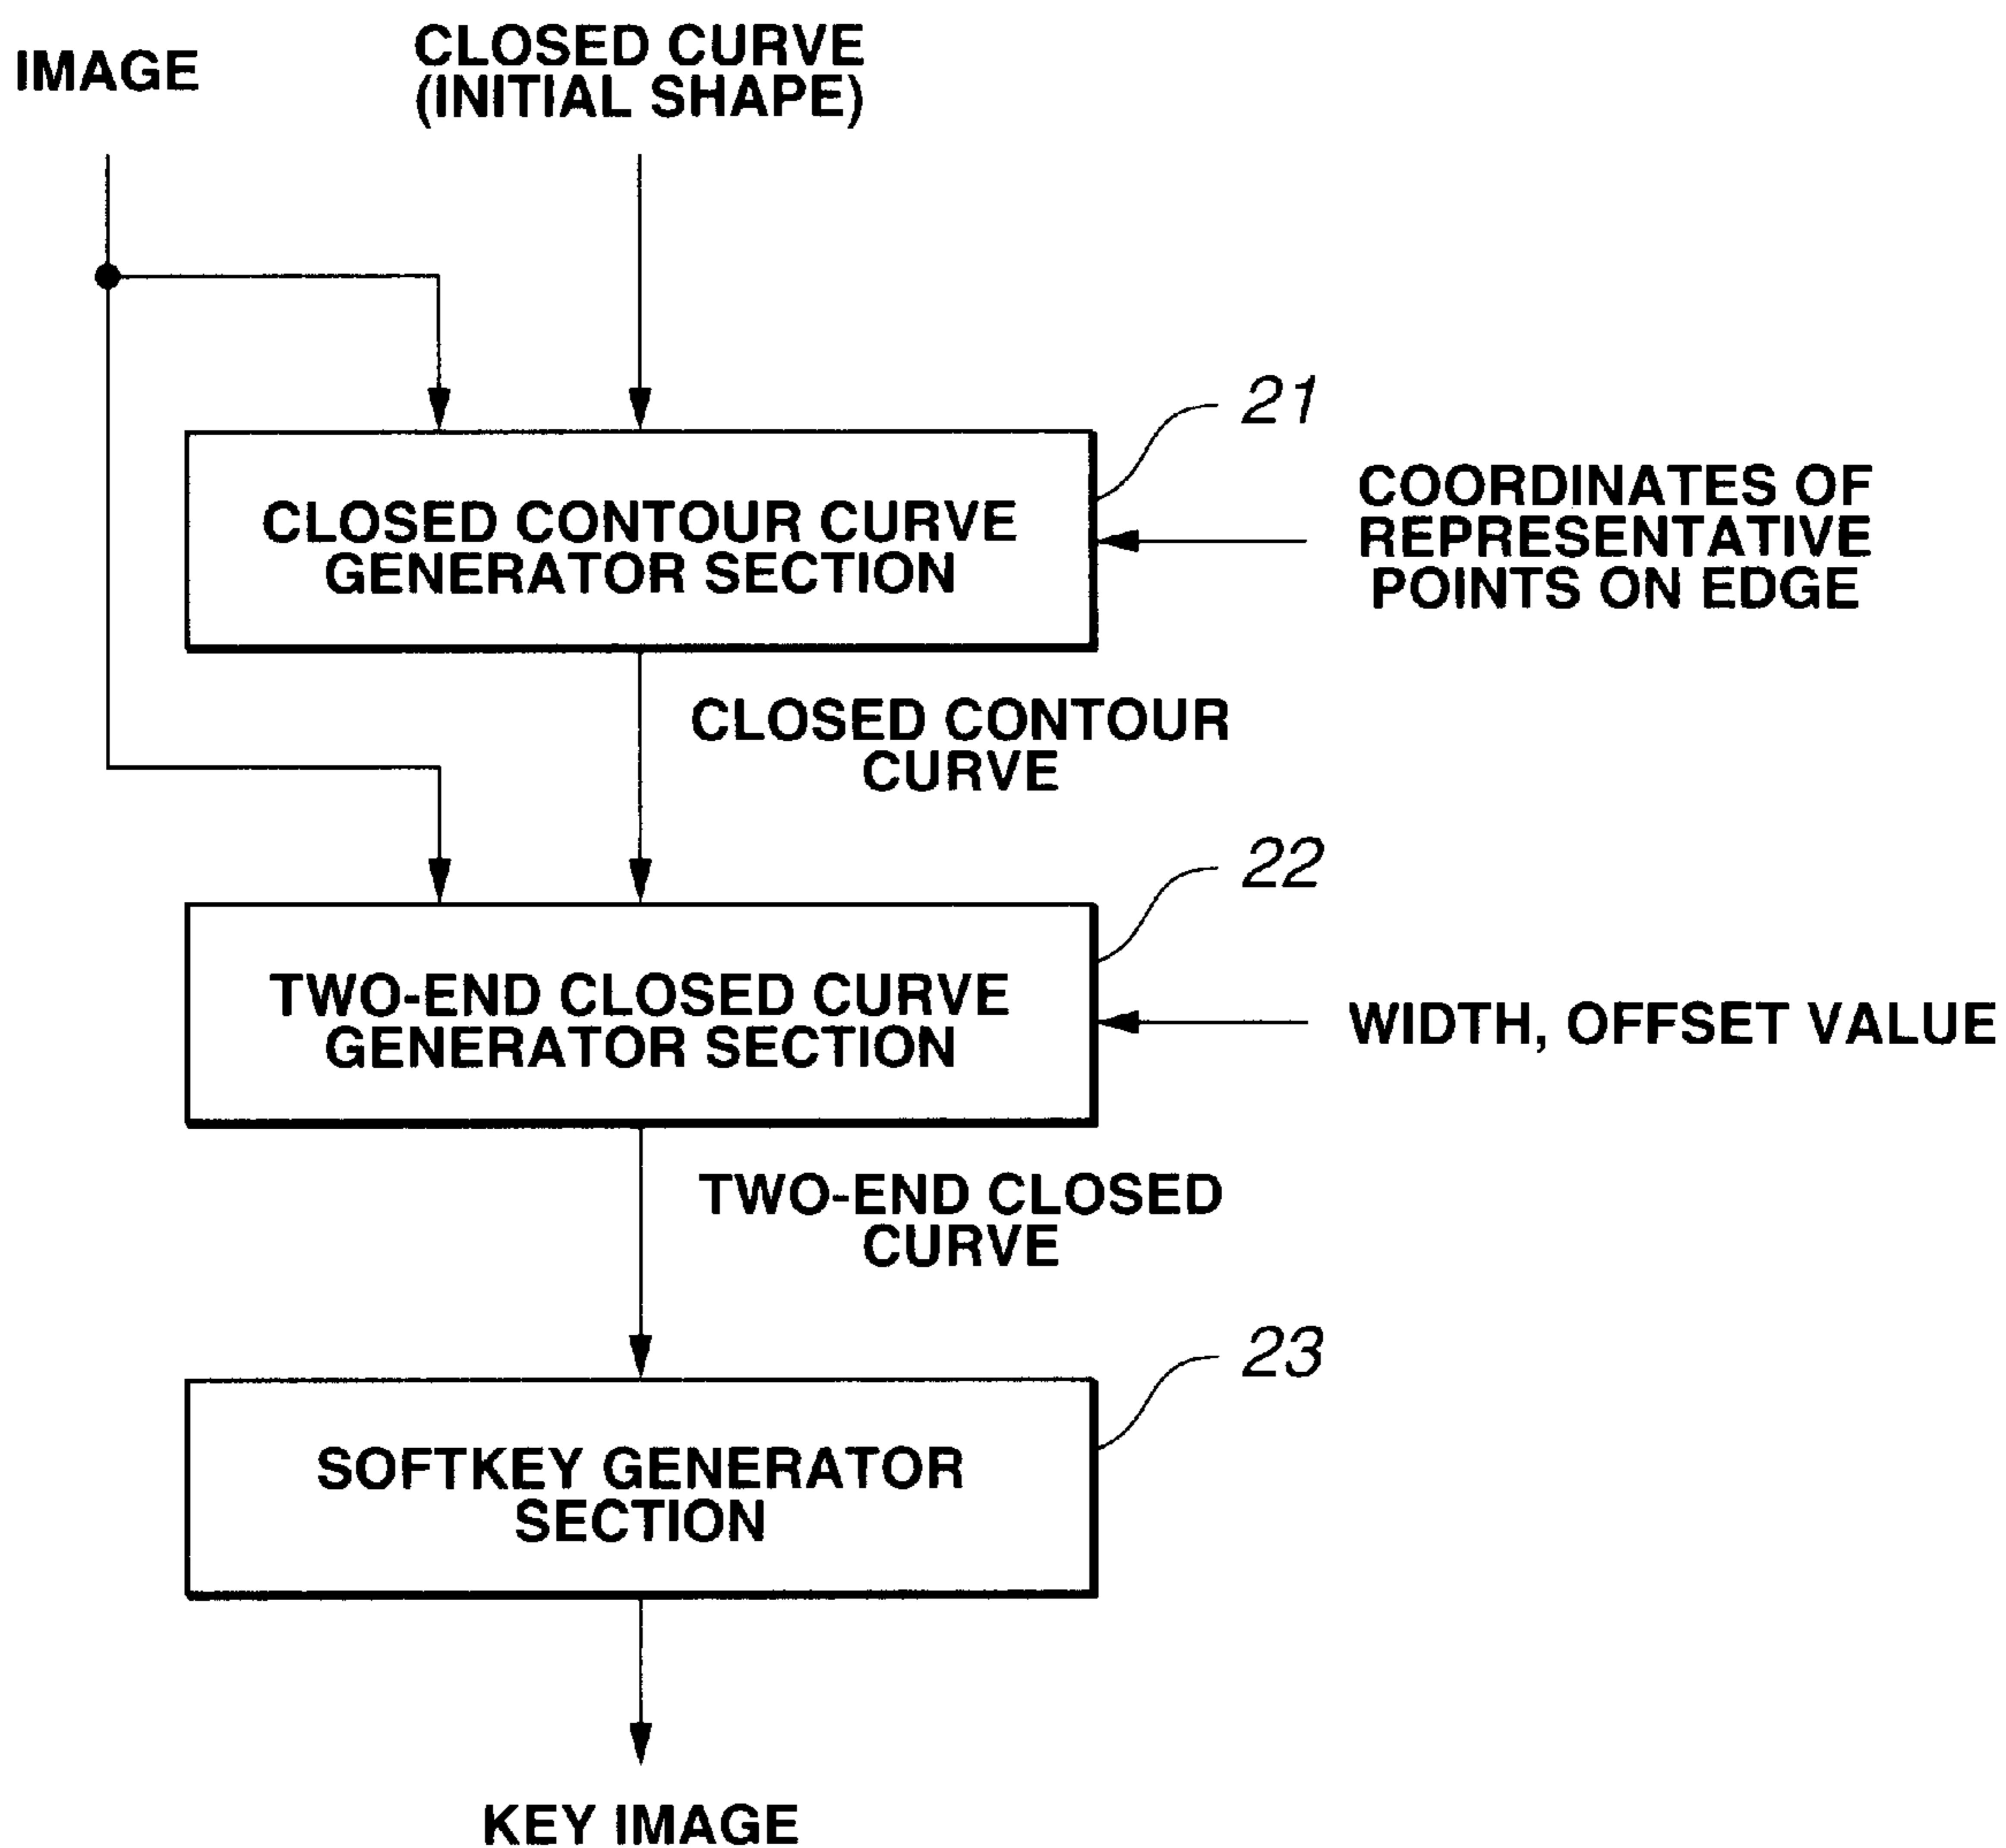 IMAGE
CLOSED CURVE
(INITIAL SHAPE)
21
CLOSED CONTOUR CURVE
GENERATOR SECTION
COORDINATES OF
REPRESENTATIVE
POINTS ON EDGE
CLOSED CONTOUR
CURVE
22
TWO-END CLOSED CURVE
GENERATOR SECTION
WIDTH, OFFSET VALUE
TWO-END CLOSED
CURVE
23
SOFTKEY GENERATOR
SECTION
KEY IMAGE